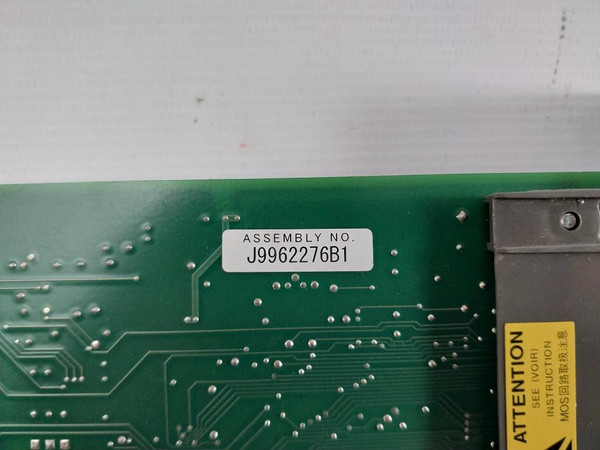 ASSEMBLY NO.
J9962276B1
ATTENTION
SEE (VOIR)
INSTRUCTION
MOS回路取扱注意